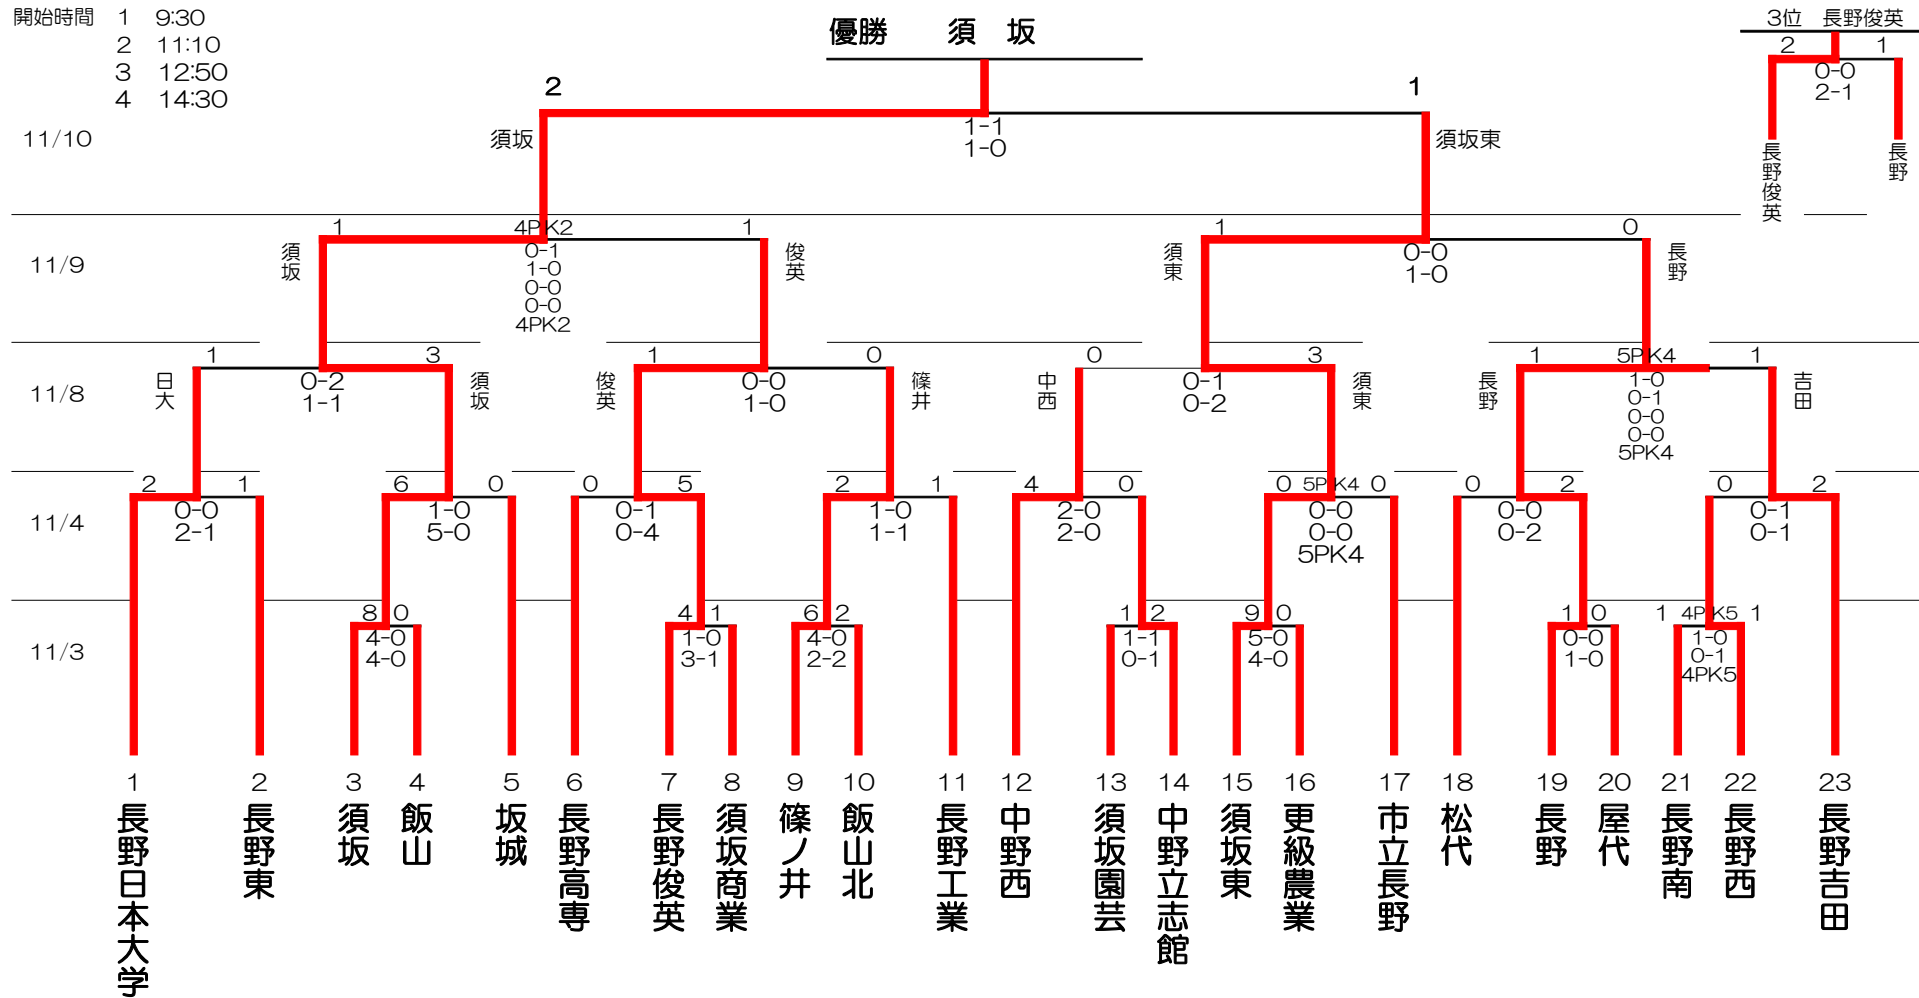 開始時間 1 9:30
2 11:10
3 12:50
4 14:30
優勝 須 坂
3位 長野俊英
2 1
0-0
2-1
長野俊英
長野
11/10
2 1
須坂
須坂東
1-1
1-0
11/9
1 4PK2 1
須坂
俊英
0-1
1-0
0-0
0-0
4PK2
1 0
須東
長野
0-0
1-0
11/8
1 3
日大
須坂
0-2
1-1
1 0
俊英
篠井
0-0
1-0
0 3
中西
須東
0-1
0-2
1 5PK4 1
長野
吉田
1-0
0-1
0-0
0-0
5PK4
11/4
2 1
0-0
2-1
6 0
1-0
5-0
0 5
0-1
0-4
2 1
1-0
1-1
4 0
2-0
2-0
0 5PK4 0
0-0
0-0
5PK4
0 2
0-0
0-2
0 2
0-1
0-1
11/3
8 0
4-0
4-0
4 1
1-0
3-1
6 2
4-0
2-2
1 2
1-1
0-1
9 0
5-0
4-0
1 0
0-0
1-0
1 4PK5 1
1-0
0-1
4PK5
1 2 3 4 5 6 7 8 9 10 11 12 13 14 15 16 17 18 19 20 21 22 23
長野日本大学
長野東
須坂
飯山
坂城
長野高専
長野俊英
須坂商業
篠ノ井
飯山北
長野工業
中野西
須坂園芸
中野立志館
須坂東
更級農業
市立長野
松代
長野
屋代
長野南
長野西
長野吉田